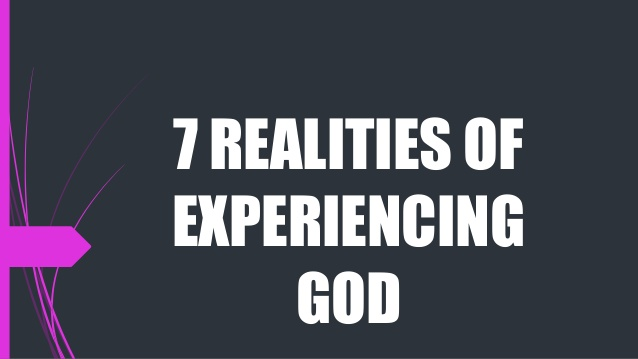 7 REALITIES OF
EXPERIENCING
GOD